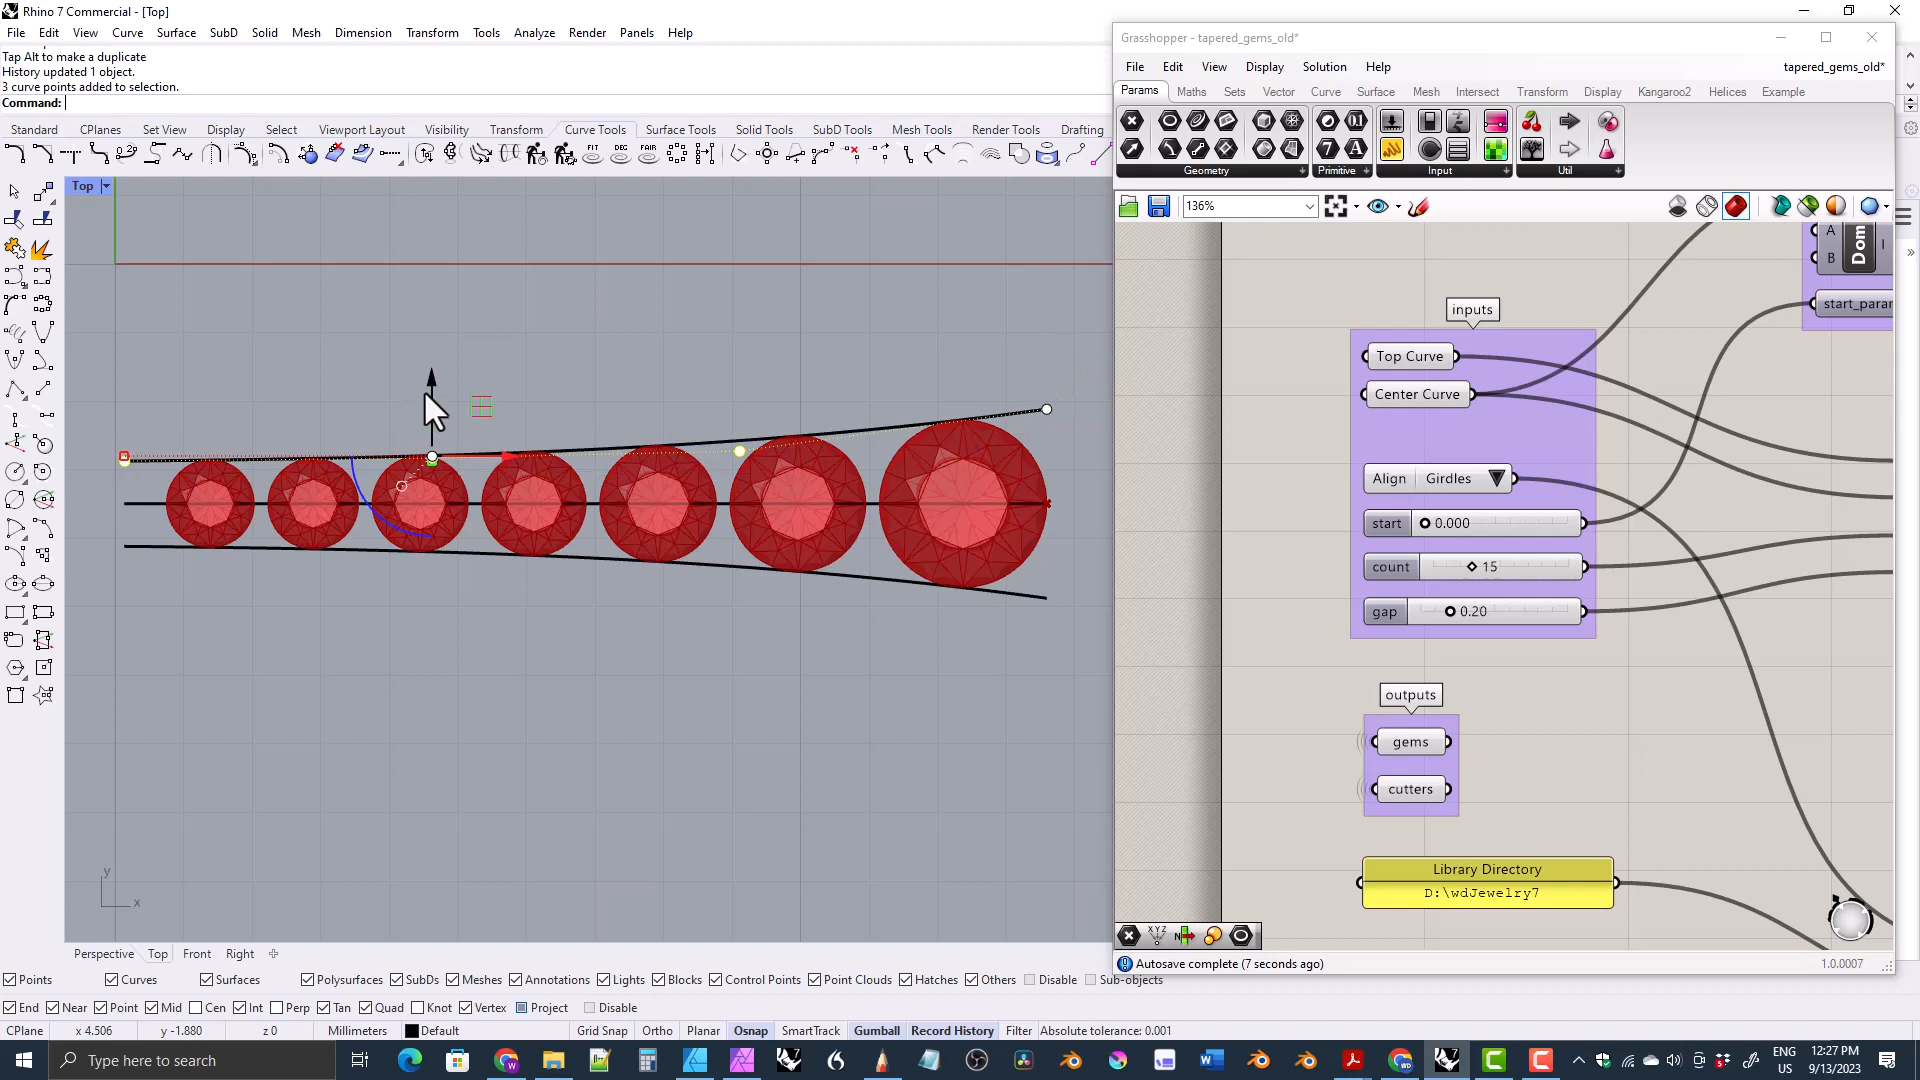 Rhino 7 Commercial - [Top]
File Edit View Curve Surface SubD Solid Mesh Dimension Transform Tools Analyze Render Panels Help
Tap Alt to make a duplicate
History updated 1 object.
3 curve points added to selection.
Command:
Standard CPlanes Set View Display Select Viewport Layout Visibility Transform Curve Tools Surface Tools Solid Tools SubD Tools Mesh Tools Render Tools Drafting
Top
y
x
Perspective Top Front Right
Points Curves Surfaces Polysurfaces SubDs Meshes Annotations Lights Blocks Control Points Point Clouds Hatches Others Disable Sub-objects
End Near Point Mid Cen Int Perp Tan Quad Knot Vertex Project Disable
CPlane x 4.506 y -1.880 z 0 Millimeters Default Grid Snap Ortho Planar Osnap SmartTrack Gumball Record History Filter Absolute tolerance: 0.001
Grasshopper - tapered_gems_old*
File Edit View Display Solution Help tapered_gems_old*
Params Maths Sets Vector Curve Surface Mesh Intersect Transform Display Kangaroo2 Helices Example
Geometry Primitive Input Util
136%
A
B
Dom
I
start_parar
inputs
Top Curve
Center Curve
Align Girdles
start 0.000
count 15
gap 0.20
outputs
gems
cutters
Library Directory
D:\wdJewelry7
XYZ
Autosave complete (7 seconds ago) 1.0.0007
Type here to search
ENG
US
12:27 PM
9/13/2023